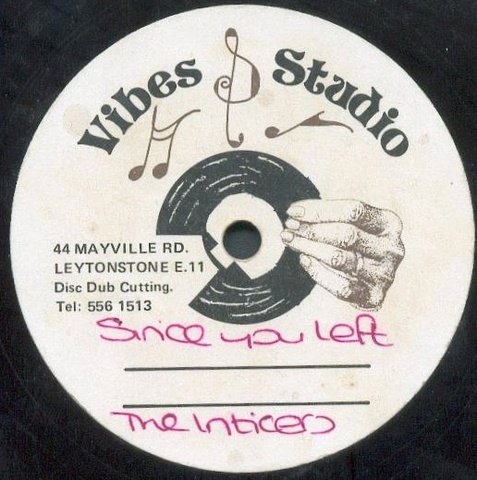 Vibes Studio
44 MAYVILLE RD.
LEYTONSTONE E.11
Disc Dub Cutting.
Tel: 556 1513
Since you Left
The Inticers